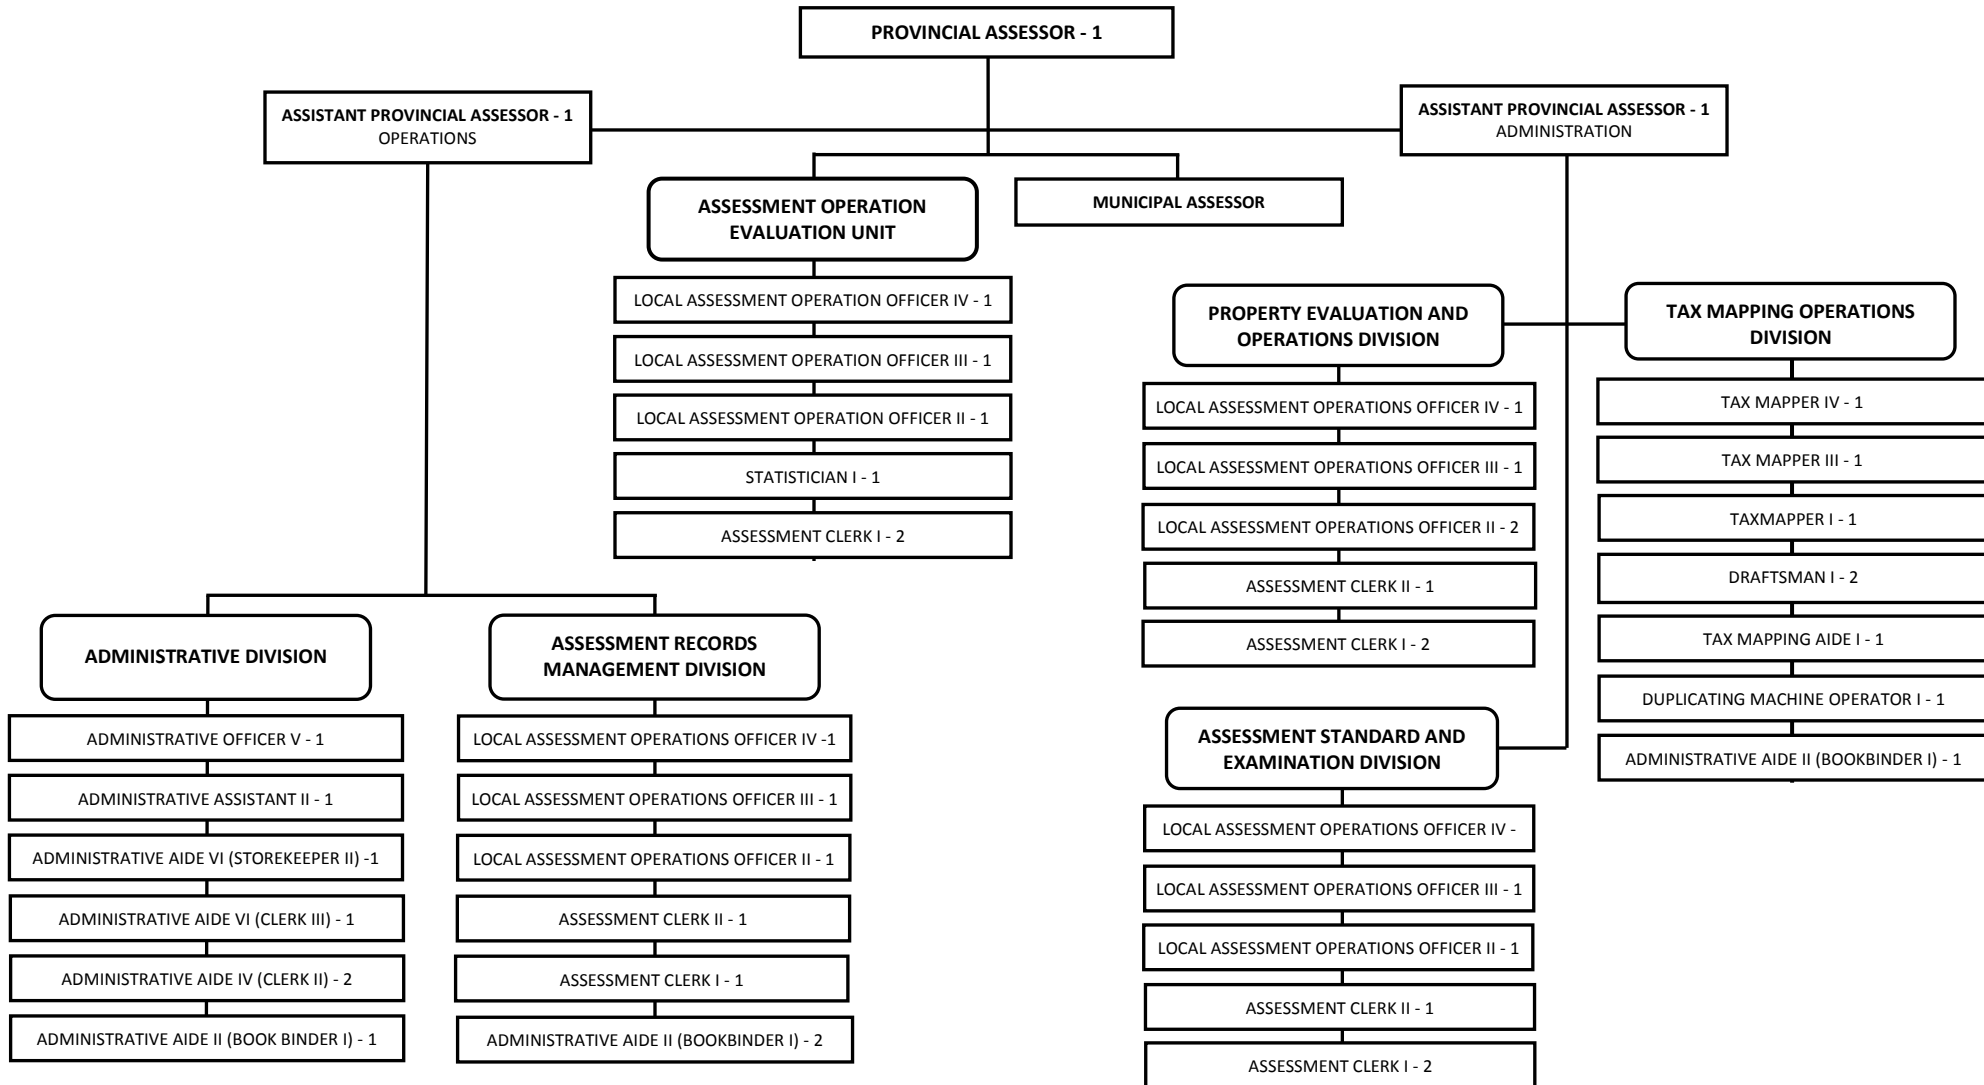 PROVINCIAL ASSESSOR - 1
ASSISTANT PROVINCIAL ASSESSOR - 1
OPERATIONS
ASSISTANT PROVINCIAL ASSESSOR - 1
ADMINISTRATION
ASSESSMENT OPERATION
EVALUATION UNIT
MUNICIPAL ASSESSOR
LOCAL ASSESSMENT OPERATION OFFICER IV - 1
LOCAL ASSESSMENT OPERATION OFFICER III - 1
LOCAL ASSESSMENT OPERATION OFFICER II - 1
STATISTICIAN I - 1
ASSESSMENT CLERK I - 2
PROPERTY EVALUATION AND
OPERATIONS DIVISION
LOCAL ASSESSMENT OPERATIONS OFFICER IV - 1
LOCAL ASSESSMENT OPERATIONS OFFICER III - 1
LOCAL ASSESSMENT OPERATIONS OFFICER II - 2
ASSESSMENT CLERK II - 1
ASSESSMENT CLERK I - 2
TAX MAPPING OPERATIONS
DIVISION
TAX MAPPER IV - 1
TAX MAPPER III - 1
TAXMAPPER I - 1
DRAFTSMAN I - 2
TAX MAPPING AIDE I - 1
DUPLICATING MACHINE OPERATOR I - 1
ADMINISTRATIVE AIDE II (BOOKBINDER I) - 1
ADMINISTRATIVE DIVISION
ADMINISTRATIVE OFFICER V - 1
ADMINISTRATIVE ASSISTANT II - 1
ADMINISTRATIVE AIDE VI (STOREKEEPER II) -1
ADMINISTRATIVE AIDE VI (CLERK III) - 1
ADMINISTRATIVE AIDE IV (CLERK II) - 2
ADMINISTRATIVE AIDE II (BOOK BINDER I) - 1
ASSESSMENT RECORDS
MANAGEMENT DIVISION
LOCAL ASSESSMENT OPERATIONS OFFICER IV -1
LOCAL ASSESSMENT OPERATIONS OFFICER III - 1
LOCAL ASSESSMENT OPERATIONS OFFICER II - 1
ASSESSMENT CLERK II - 1
ASSESSMENT CLERK I - 1
ADMINISTRATIVE AIDE II (BOOKBINDER I) - 2
ASSESSMENT STANDARD AND
EXAMINATION DIVISION
LOCAL ASSESSMENT OPERATIONS OFFICER IV -
LOCAL ASSESSMENT OPERATIONS OFFICER III - 1
LOCAL ASSESSMENT OPERATIONS OFFICER II - 1
ASSESSMENT CLERK II - 1
ASSESSMENT CLERK I - 2